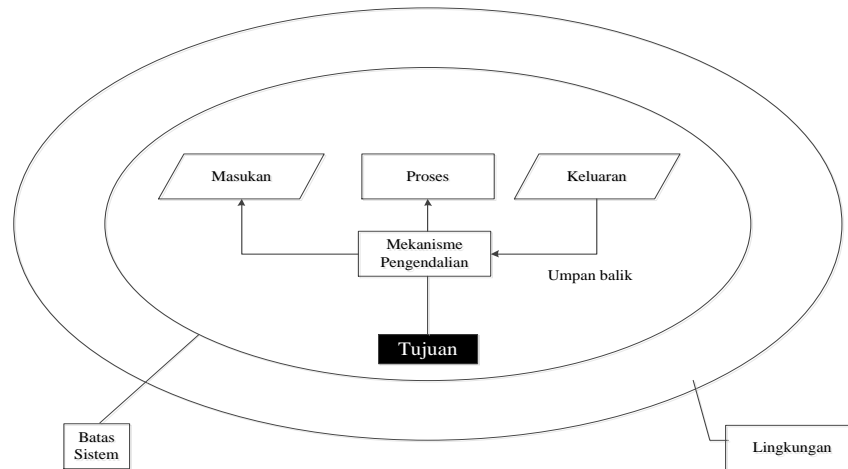 Masukan
Proses
Keluaran
Mekanisme
Pengendalian
Umpan balik
Tujuan
Batas
Sistem
Lingkungan